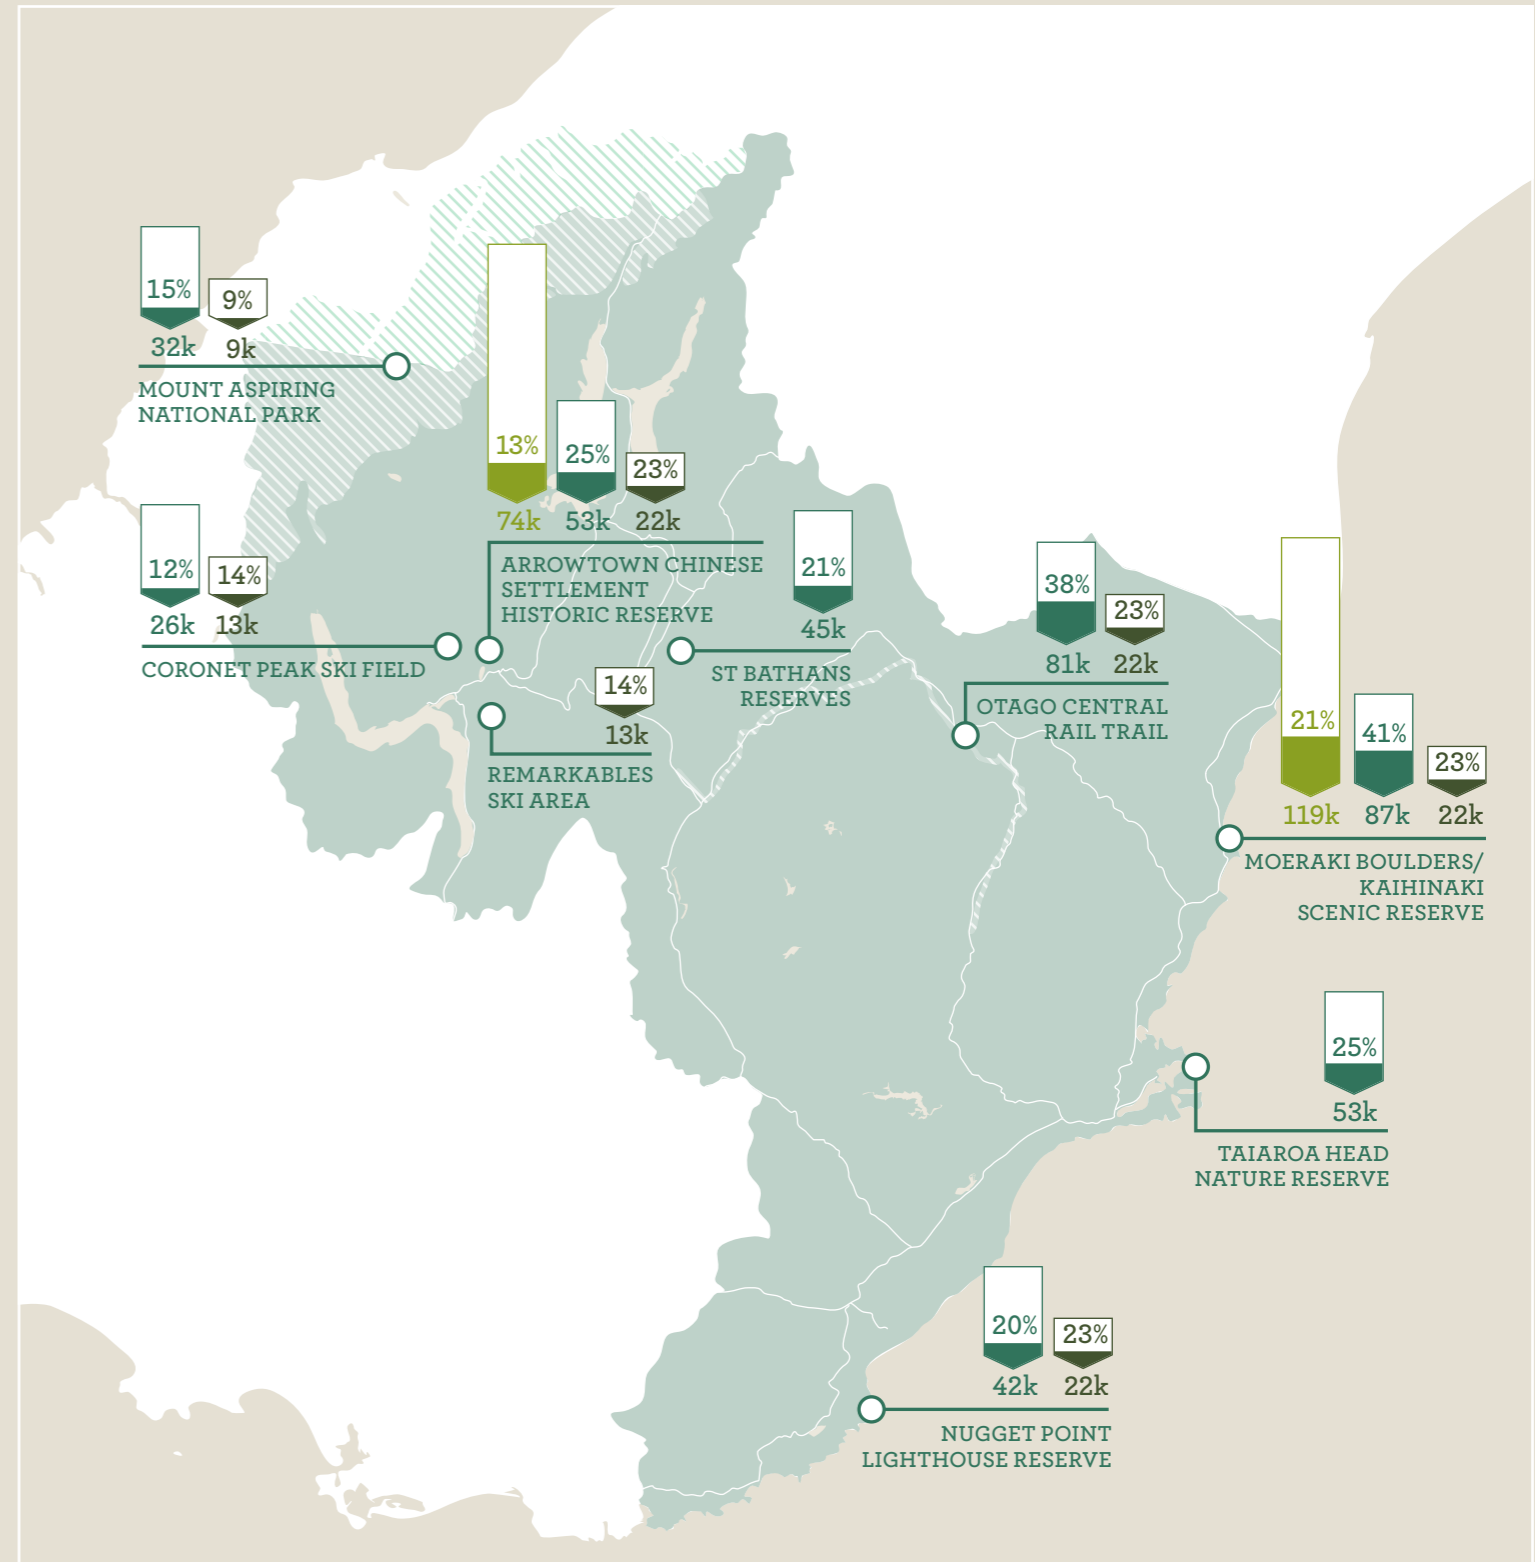 15%
9%
32k
9k
MOUNT ASPIRING
NATIONAL PARK
13%
25%
23%
74k
53k
22k
ARROWTOWN CHINESE
SETTLEMENT
HISTORIC RESERVE
12%
14%
26k
13k
CORONET PEAK SKI FIELD
21%
45k
ST BATHANS
RESERVES
14%
13k
REMARKABLES
SKI AREA
38%
23%
81k
22k
OTAGO CENTRAL
RAIL TRAIL
21%
41%
23%
119k
87k
22k
MOERAKI BOULDERS/
KAIHINAKI
SCENIC RESERVE
25%
53k
TAIAROA HEAD
NATURE RESERVE
20%
23%
42k
22k
NUGGET POINT
LIGHTHOUSE RESERVE